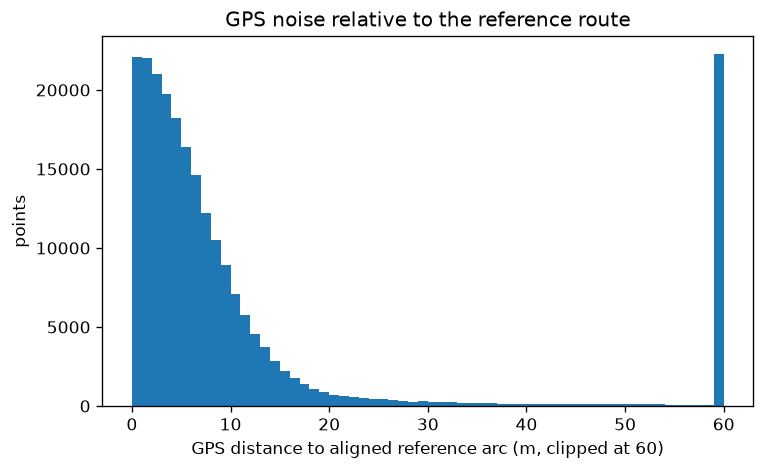 GPS noise relative to the reference route
points
20000
15000
10000
5000
0
0 10 20 30 40 50 60
GPS distance to aligned reference arc (m, clipped at 60)